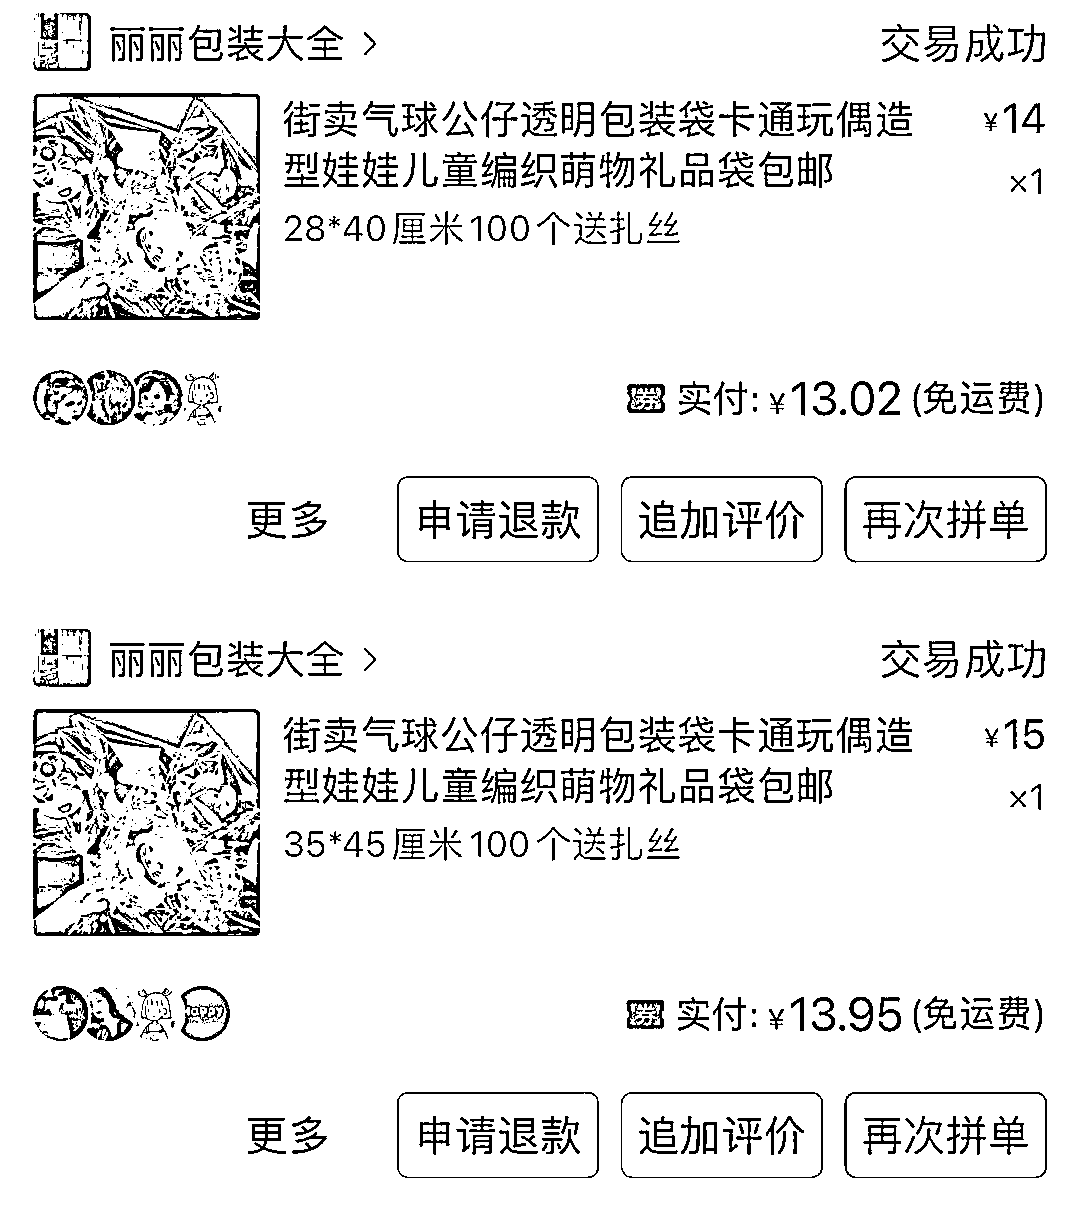 丽丽包装大全 >
交易成功
街卖气球公仔透明包装袋卡通玩偶造
¥14
型娃娃儿童编织萌物礼品袋包邮
×1
28*40厘米100个送扎丝
券 实付: ¥13.02 (免运费)
更多
申请退款
追加评价
再次拼单
丽丽包装大全 >
交易成功
街卖气球公仔透明包装袋卡通玩偶造
¥15
型娃娃儿童编织萌物礼品袋包邮
×1
35*45厘米100个送扎丝
happy
券 实付: ¥13.95 (免运费)
更多
申请退款
追加评价
再次拼单